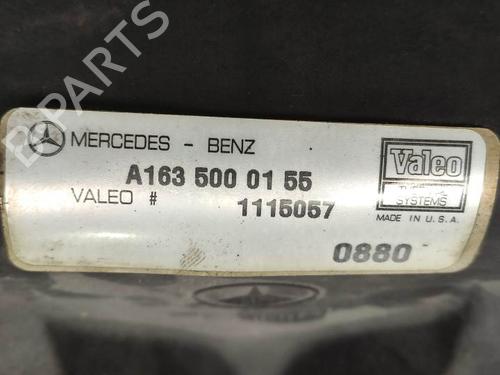 B-PARTS
MERCEDES - BENZ
A163 500 01 55
VALEO # 1115057
Valeo
SYSTEMS
MADE IN U.S.A.
0880